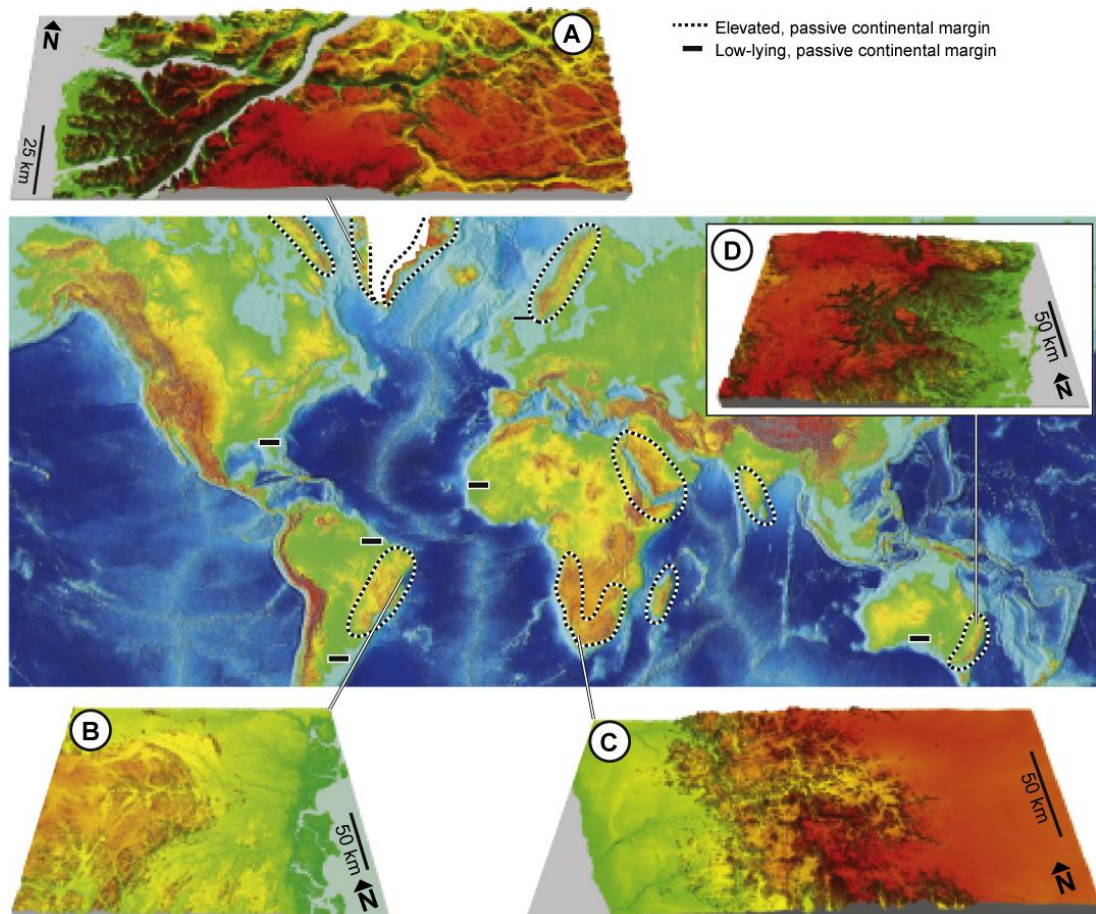 N
A
25 km
Elevated, passive continental margin
Low-lying, passive continental margin
D
50 km
N
B
50 km
N
C
50 km
N